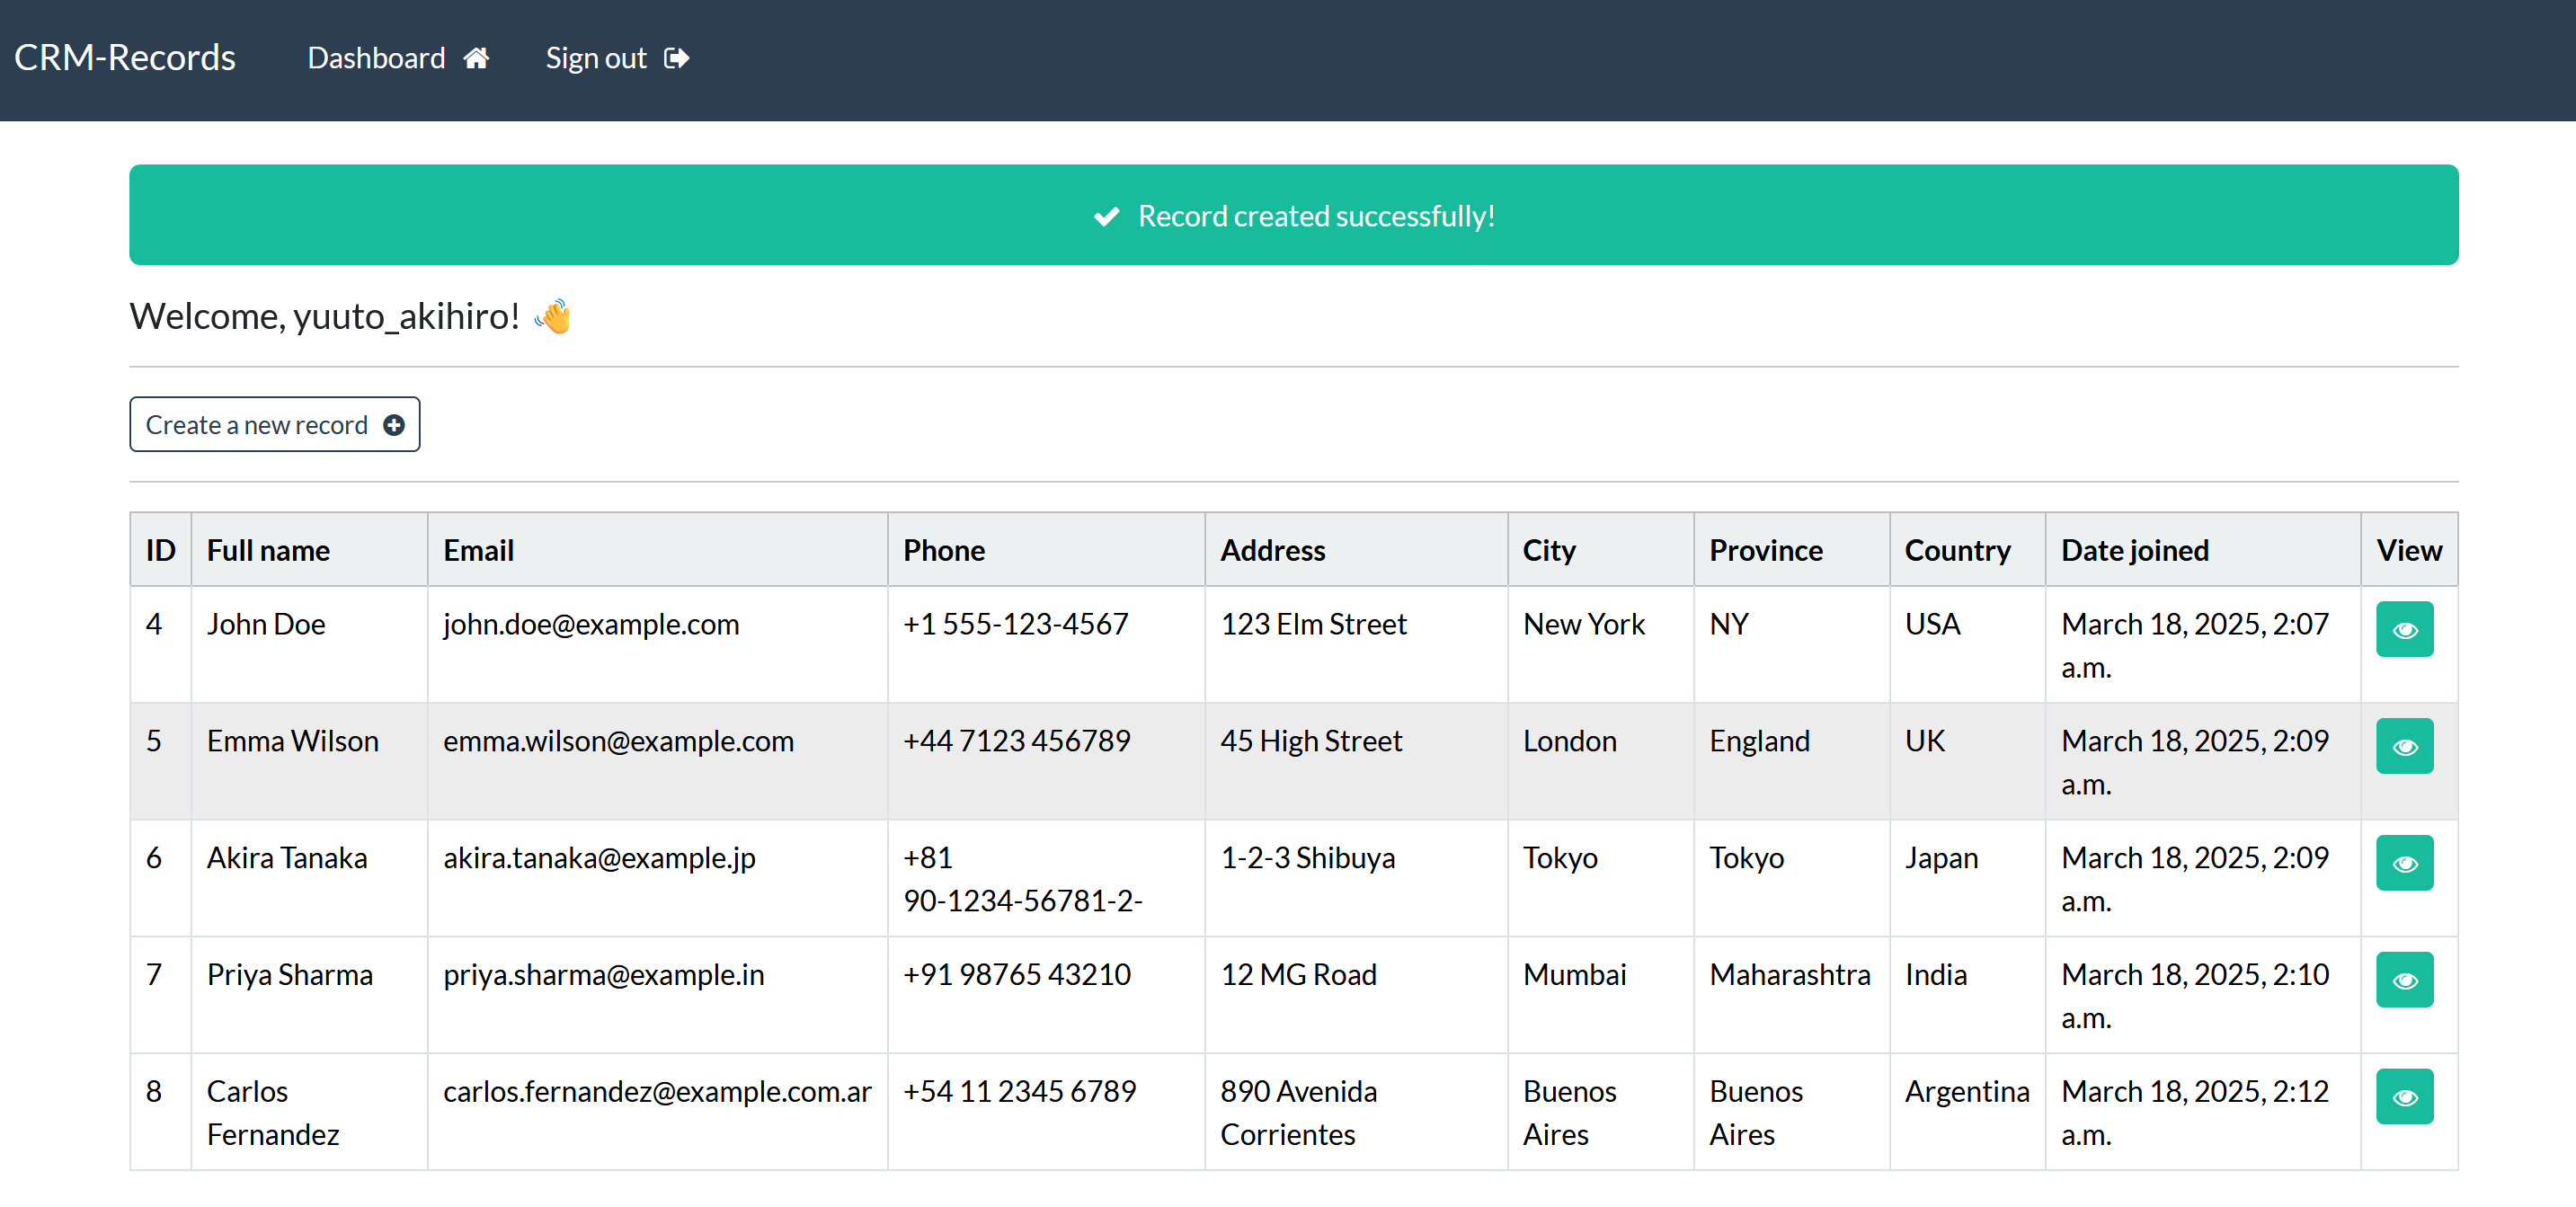 CRM-Records Dashboard Sign out
Record created successfully!
Welcome, yuuto_akihiro! 👋
Create a new record
ID Full name Email Phone Address City Province Country Date joined View
4 John Doe john.doe@example.com +1 555-123-4567 123 Elm Street New York NY USA March 18, 2025, 2:07
a.m.
5 Emma Wilson emma.wilson@example.com +44 7123 456789 45 High Street London England UK March 18, 2025, 2:09
a.m.
6 Akira Tanaka akira.tanaka@example.jp +81 1-2-3 Shibuya Tokyo Tokyo Japan March 18, 2025, 2:09
90-1234-56781-2- a.m.
7 Priya Sharma priya.sharma@example.in +91 98765 43210 12 MG Road Mumbai Maharashtra India March 18, 2025, 2:10
a.m.
8 Carlos carlos.fernandez@example.com.ar +54 11 2345 6789 890 Avenida Buenos Buenos Argentina March 18, 2025, 2:12
Fernandez Corrientes Aires Aires a.m.